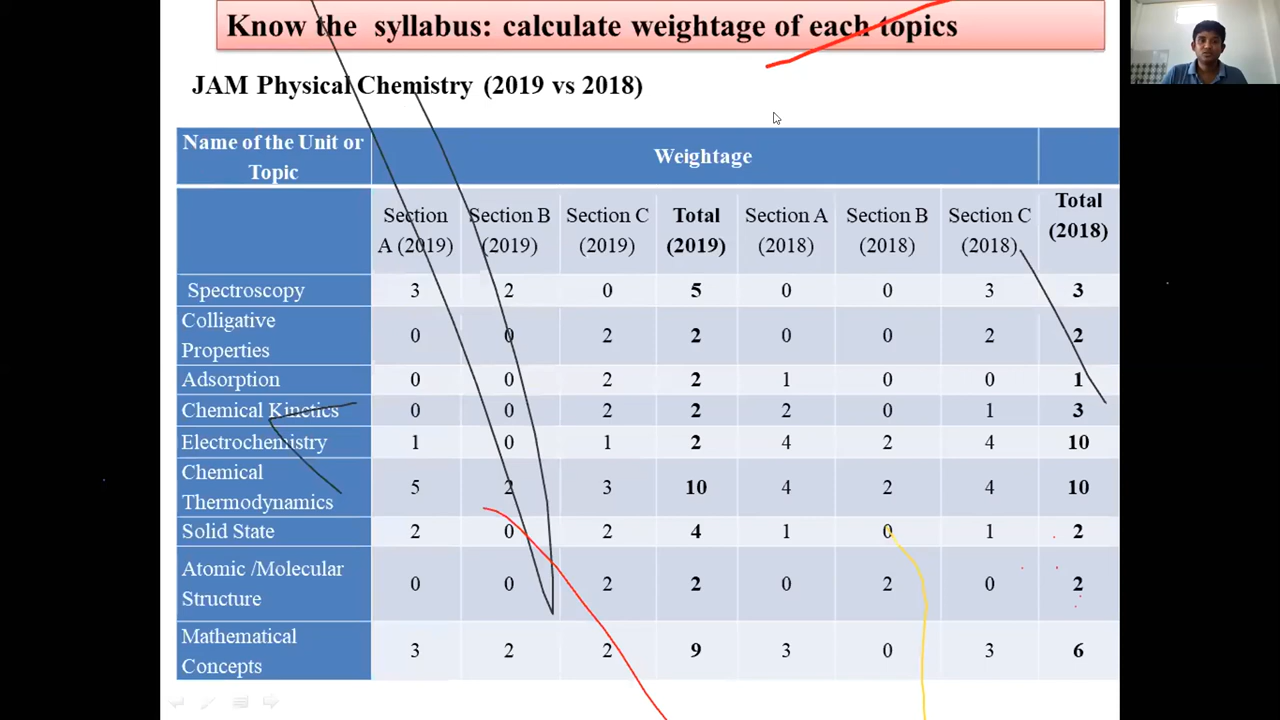 Know the syllabus: calculate weightage of each topics
JAM Physical Chemistry (2019 vs 2018)
Name of the Unit or
Topic
Weightage
Section
A (2019)
Section B
(2019)
Section C
(2019)
Total
(2019)
Section A
(2018)
Section B
(2018)
Section C
(2018)
Total
(2018)
Spectroscopy 3 2 0 5 0 0 3 3
Colligative
Properties 0 0 2 2 0 0 2 2
Adsorption 0 0 2 2 1 0 0 1
Chemical Kinetics 0 0 2 2 2 0 1 3
Electrochemistry 1 0 1 2 4 2 4 10
Chemical
Thermodynamics 5 2 3 10 4 2 4 10
Solid State 2 0 2 4 1 0 1 2
Atomic /Molecular
Structure 0 0 2 2 0 2 0 2
Mathematical
Concepts 3 2 2 9 3 0 3 6